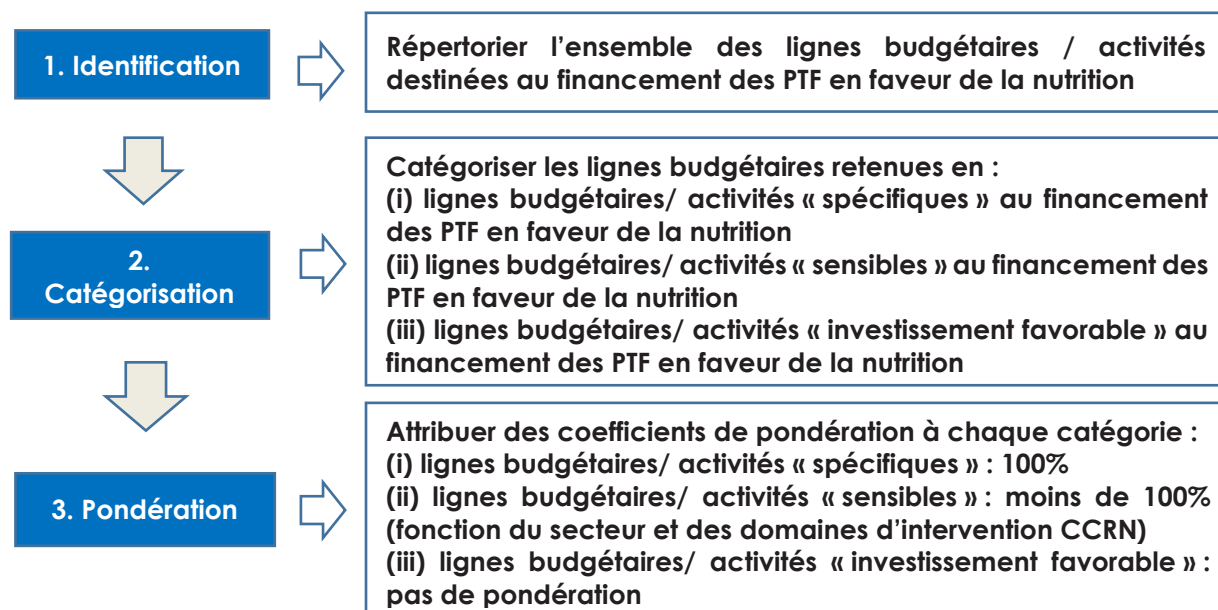 1. Identification
Répertorier l’ensemble des lignes budgétaires / activités
destinées au financement des PTF en faveur de la nutrition
2.
Catégorisation
Catégoriser les lignes budgétaires retenues en :
(i) lignes budgétaires/ activités « spécifiques » au financement
des PTF en faveur de la nutrition
(ii) lignes budgétaires/ activités « sensibles » au financement des
PTF en faveur de la nutrition
(iii) lignes budgétaires/ activités « investissement favorable » au
financement des PTF en faveur de la nutrition
3. Pondération
Attribuer des coefficients de pondération à chaque catégorie :
(i) lignes budgétaires/ activités « spécifiques » : 100%
(ii) lignes budgétaires/ activités « sensibles » : moins de 100%
(fonction du secteur et des domaines d’intervention CCRN)
(iii) lignes budgétaires/ activités « investissement favorable » :
pas de pondération